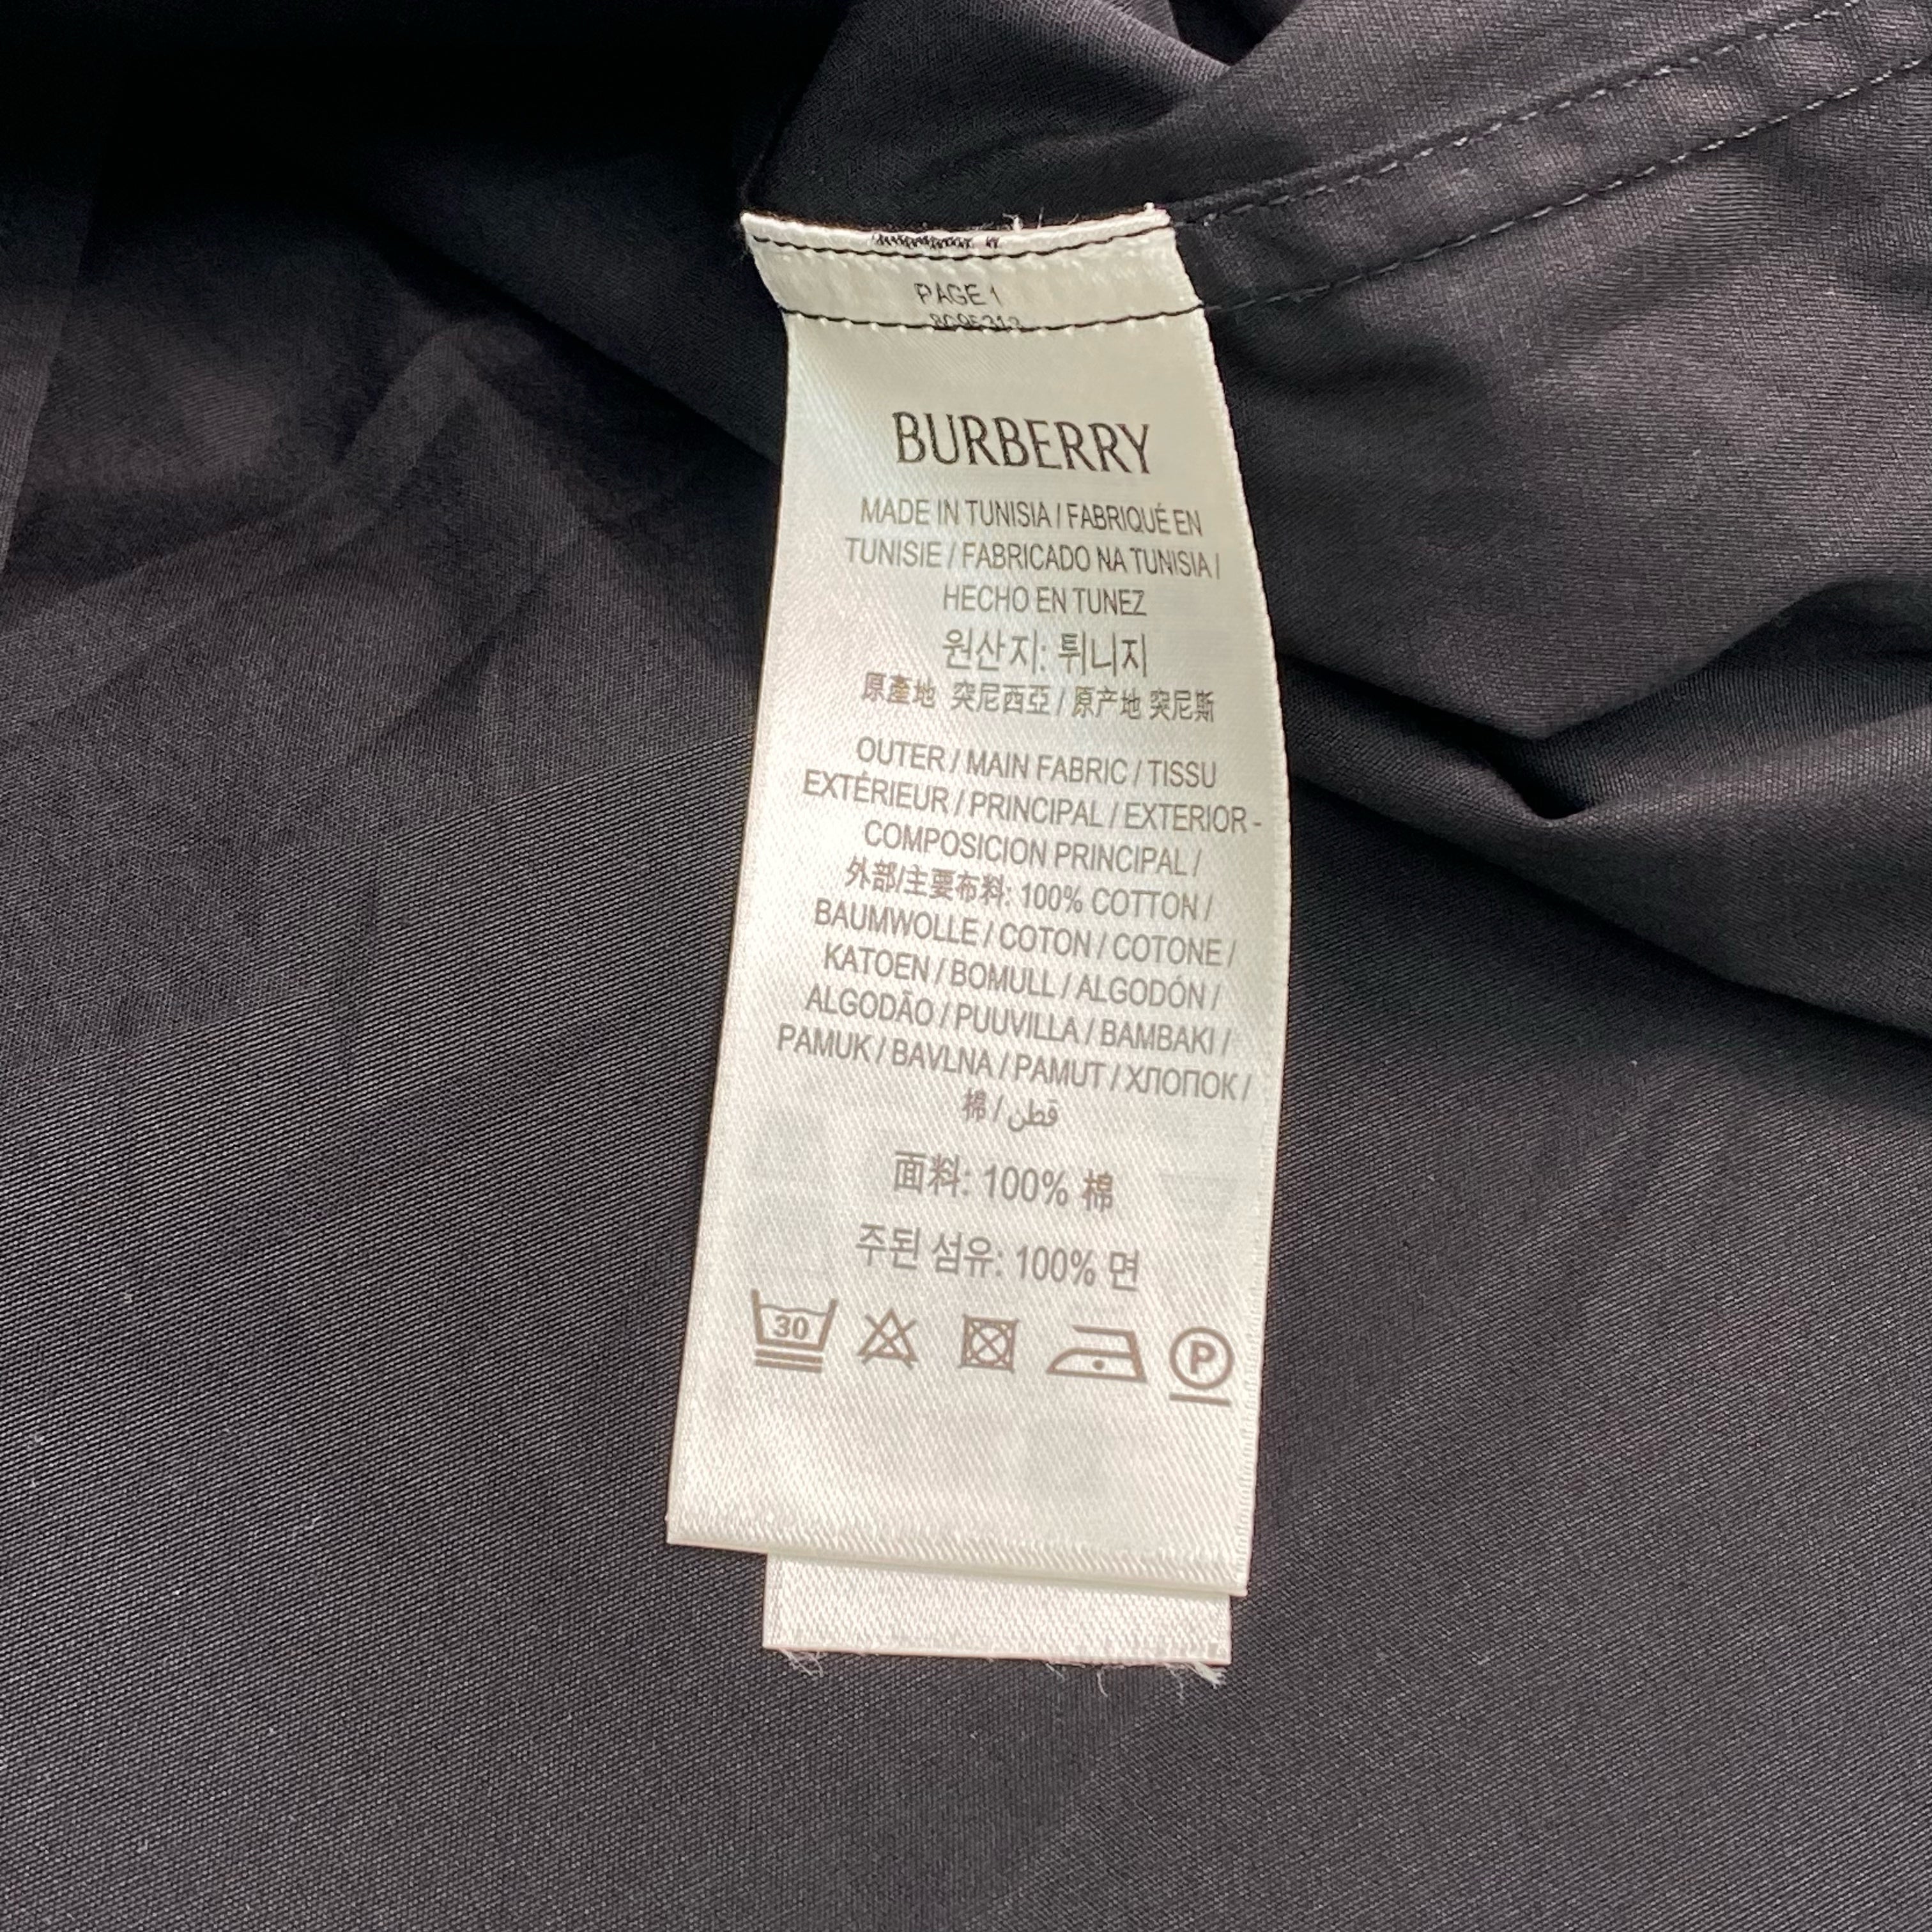 PAGE 1
BURBERRY
MADE IN TUNISIA / FABRIQUÉ EN
TUNISIE / FABRICADO NA TUNISIA /
HECHO EN TUNEZ
원산지: 튀니지
原產地 突尼西亞 / 原产地 突尼斯
OUTER / MAIN FABRIC / TISSU
EXTÉRIEUR / PRINCIPAL / EXTERIOR -
COMPOSICION PRINCIPAL /
外部/主要布料: 100% COTTON /
BAUMWOLLE / COTON / COTONE /
KATOEN / BOMULL / ALGODÓN /
ALGODÃO / PUUVILLA / BAMBAKI /
PAMUK / BAVLNA / PAMUT / ХЛОПОК /
棉 / قطن
面料: 100% 棉
주된 섬유: 100% 면
30 P